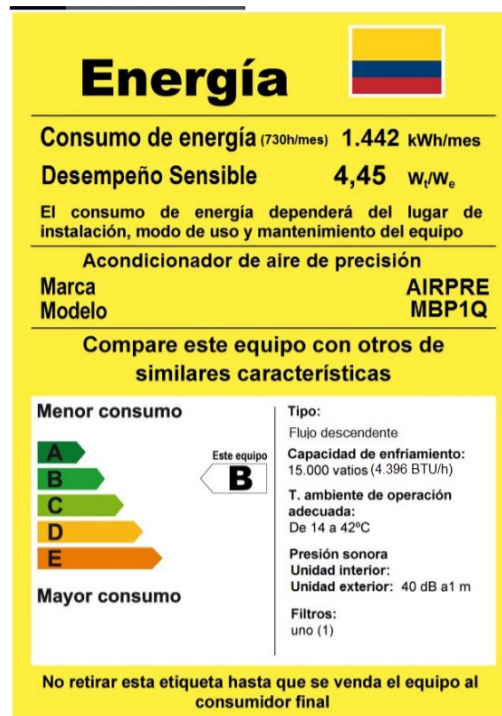 Energía
Consumo de energía (730h/mes) 1.442 kWh/mes
Desempeño Sensible 4,45 Wt/We
El consumo de energía dependerá del lugar de
instalación, modo de uso y mantenimiento del equipo
Acondicionador de aire de precisión
Marca AIRPRE
Modelo MBP1Q
Compare este equipo con otros de
similares características
Menor consumo
A
B
C
D
E
Mayor consumo
Este equipo
B
Tipo:
Flujo descendente
Capacidad de enfriamiento:
15.000 vatios (4.396 BTU/h)
T. ambiente de operación
adecuada:
De 14 a 42ºC
Presión sonora
Unidad interior:
Unidad exterior: 40 dB a1 m
Filtros:
uno (1)
No retirar esta etiqueta hasta que se venda el equipo al
consumidor final